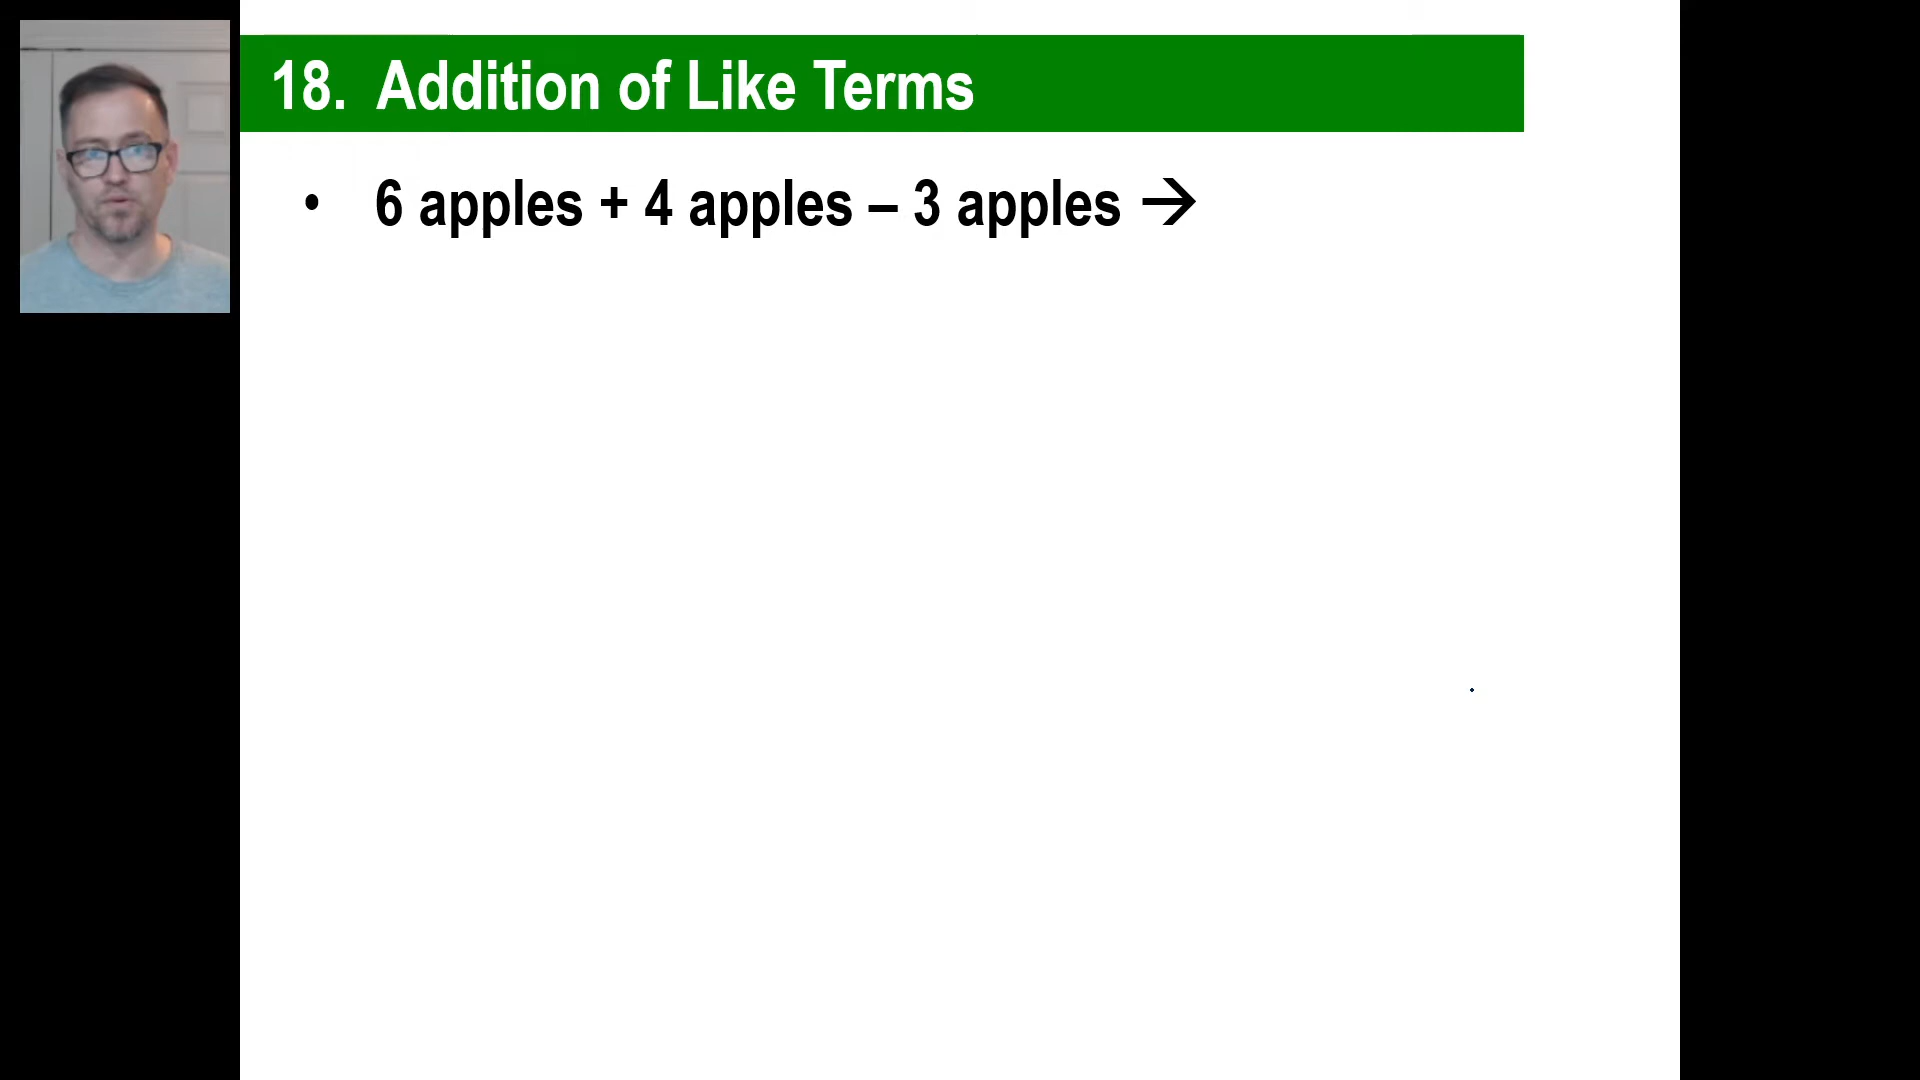 18. Addition of Like Terms
• 6 apples + 4 apples – 3 apples →